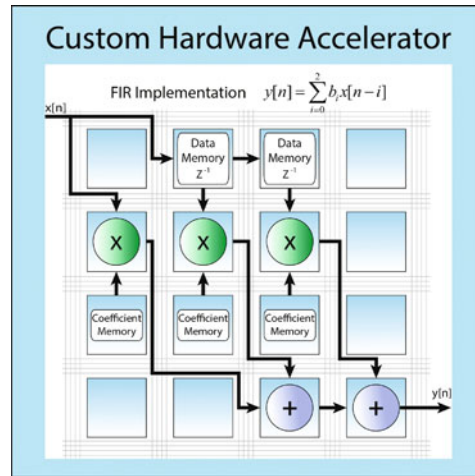 Custom Hardware Accelerator
FIR Implementation y[n] = \sum_{i=0}^{2} b_i x[n-i]
x[n]
Data Memory Z⁻¹
Data Memory Z⁻¹
X
X
X
Coefficient Memory
Coefficient Memory
Coefficient Memory
+
+
y[n]